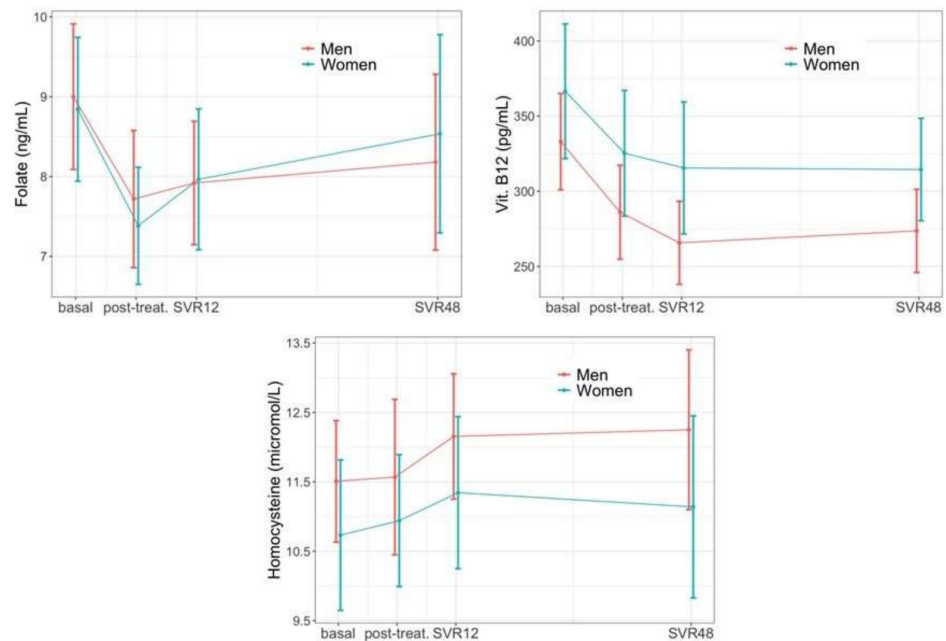 Folate (ng/mL)
10
9
8
7
Men
Women
basal post-treat. SVR12 SVR48
Vit. B12 (pg/mL)
400
350
300
250
Men
Women
basal post-treat. SVR12 SVR48
Homocysteine (micromol/L)
13.5
12.5
11.5
10.5
9.5
Men
Women
basal post-treat. SVR12 SVR48